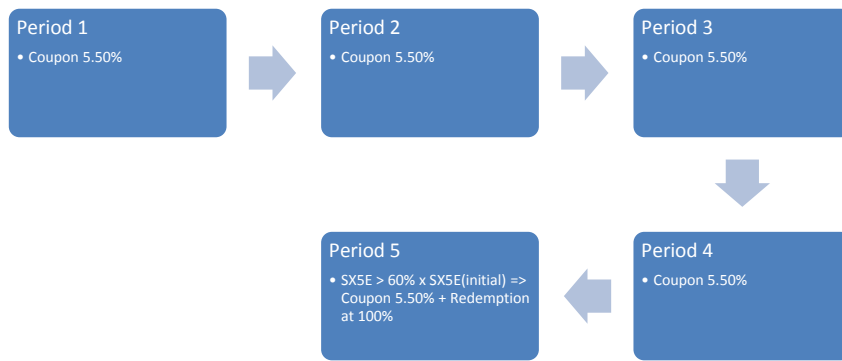 Period 1
• Coupon 5.50%
Period 2
• Coupon 5.50%
Period 3
• Coupon 5.50%
Period 4
• Coupon 5.50%
Period 5
• SX5E > 60% x SX5E(initial) =>
Coupon 5.50% + Redemption
at 100%